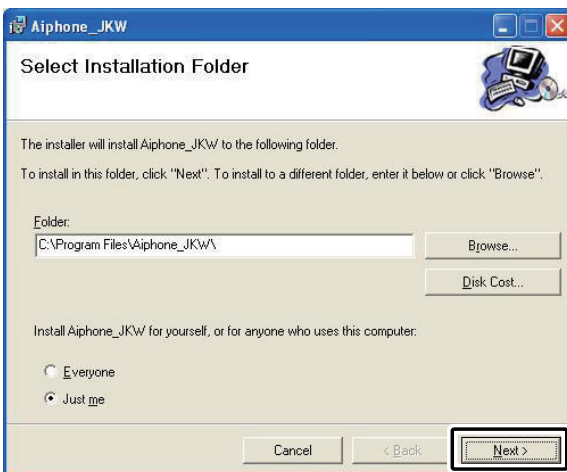 Aiphone_JKW
Select Installation Folder
The installer will install Aiphone_JKW to the following folder.
To install in this folder, click "Next". To install to a different folder, enter it below or click "Browse".
Folder:
C:\Program Files\Aiphone_JKW\
Browse...
Disk Cost...
Install Aiphone_JKW for yourself, or for anyone who uses this computer:
Everyone
Just me
Cancel
< Back
Next >